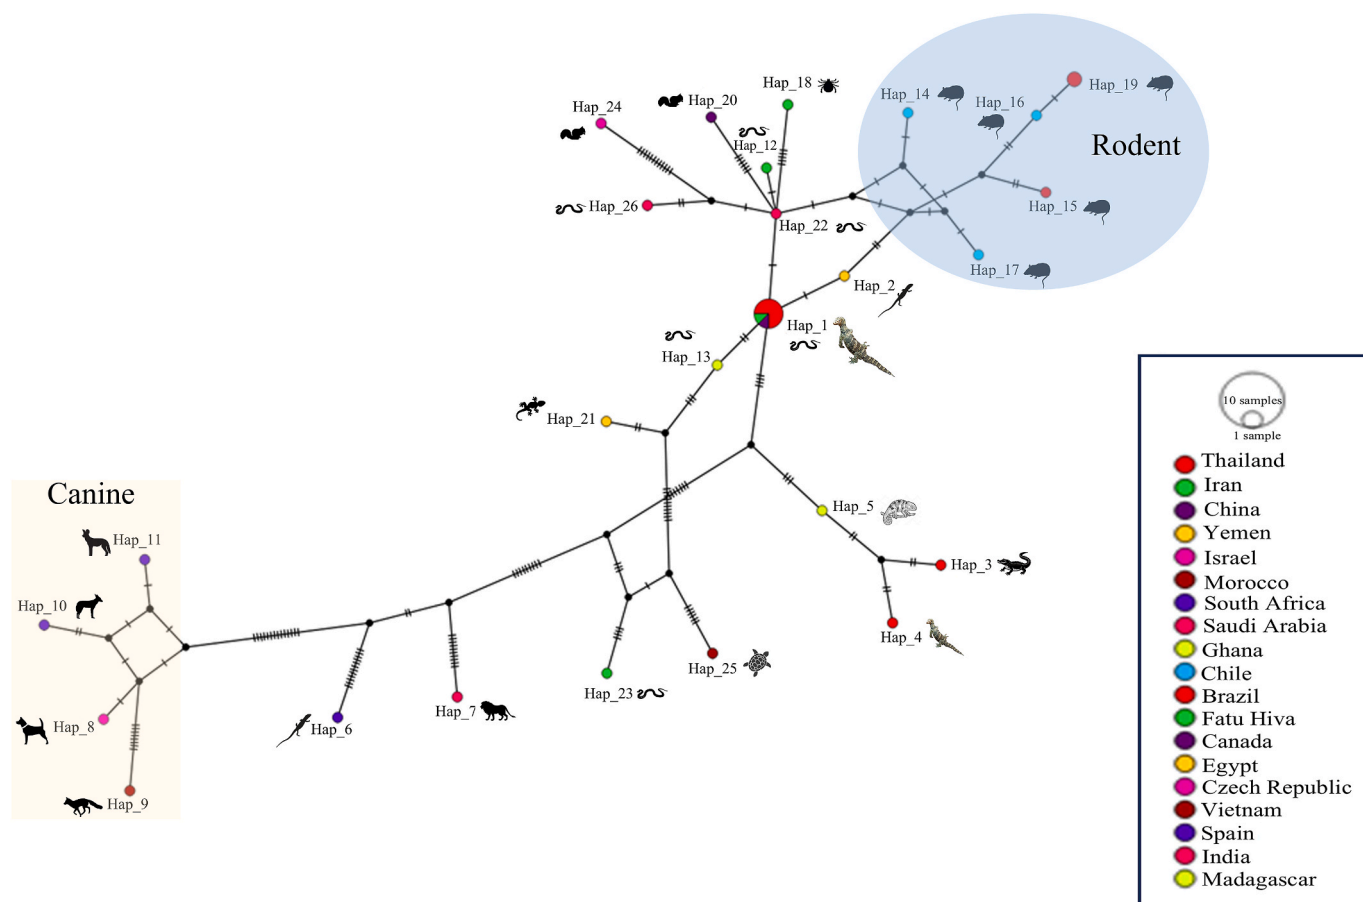 Hap_18
Hap_24
Hap_20
Hap_12
Hap_26
Hap_22
Hap_14
Hap_16
Hap_19
Rodent
Hap_15
Hap_17
Hap_2
Hap_1
Hap_13
Hap_21
Hap_5
Hap_3
Hap_4
Hap_25
Hap_23
Hap_7
Hap_6
Canine
Hap_11
Hap_10
Hap_8
Hap_9
10 samples
1 sample
Thailand
Iran
China
Yemen
Israel
Morocco
South Africa
Saudi Arabia
Ghana
Chile
Brazil
Fatu Hiva
Canada
Egypt
Czech Republic
Vietnam
Spain
India
Madagascar